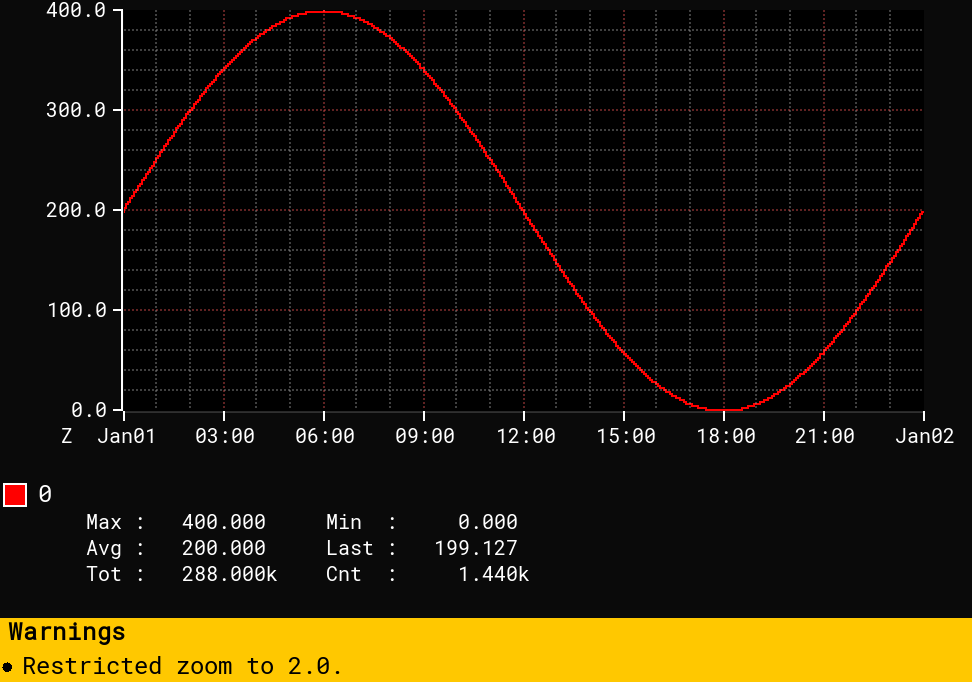 400.0
300.0
200.0
100.0
0.0
Z Jan01 03:00 06:00 09:00 12:00 15:00 18:00 21:00 Jan02
0
Max : 400.000 Min : 0.000
Avg : 200.000 Last : 199.127
Tot : 288.000k Cnt : 1.440k
Warnings
• Restricted zoom to 2.0.